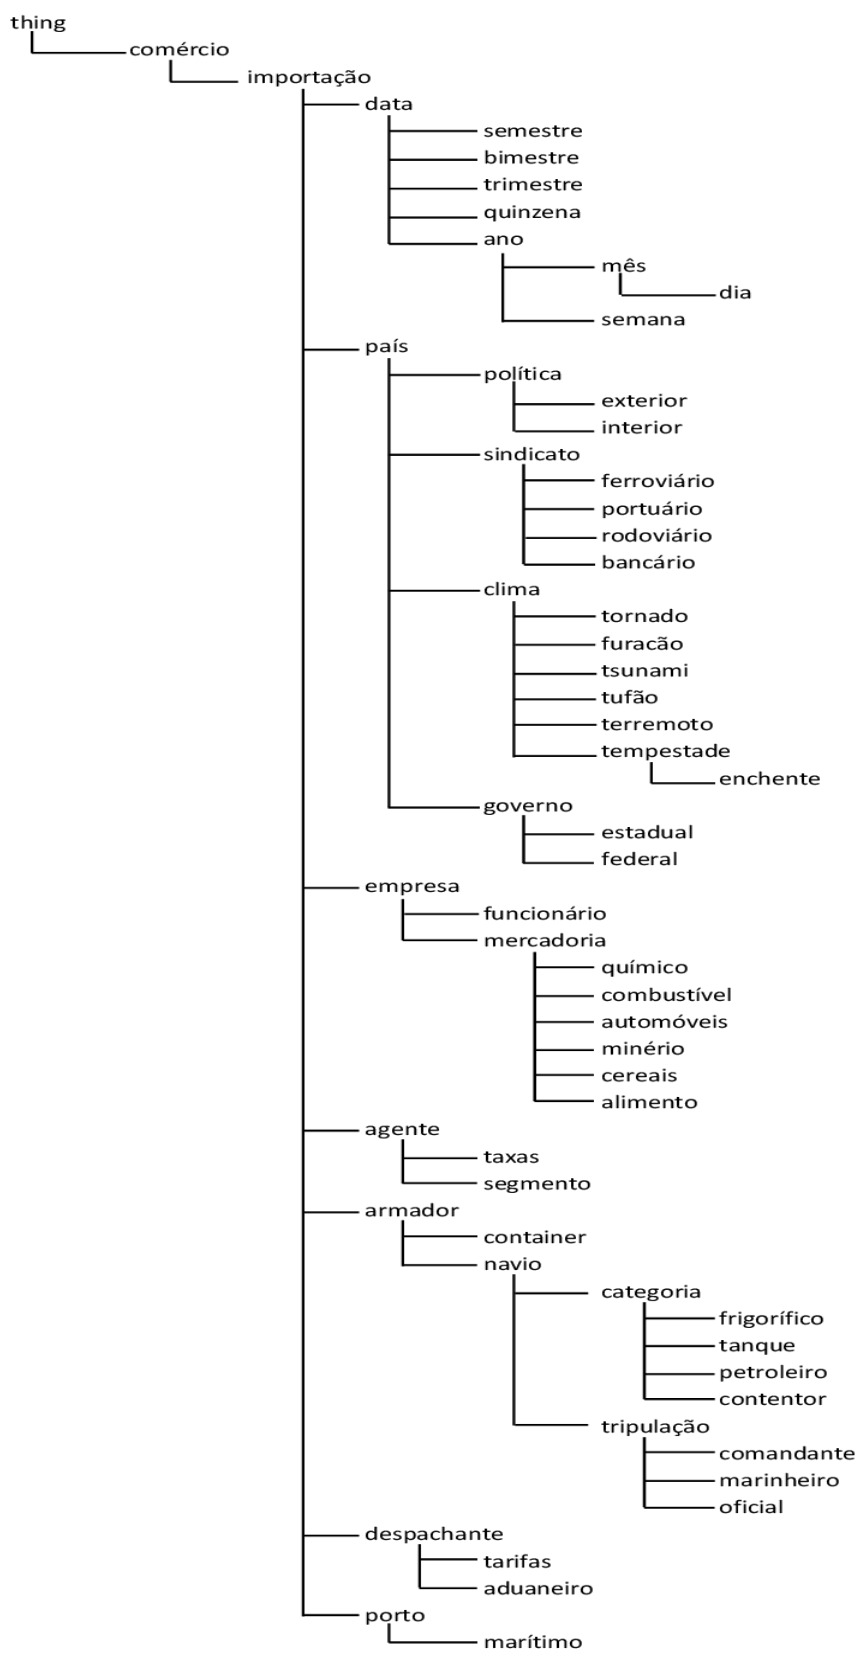 thing
comércio
importação
data
semestre
bimestre
trimestre
quinzena
ano
mês
dia
semana
país
política
exterior
interior
sindicato
ferroviário
portuário
rodoviário
bancário
clima
tornado
furacão
tsunami
tufão
terremoto
tempestade
enchente
governo
estadual
federal
empresa
funcionário
mercadoria
químico
combustível
automóveis
minério
cereais
alimento
agente
taxas
segmento
armador
container
navio
categoria
frigorífico
tanque
petroleiro
contentor
tripulação
comandante
marinheiro
oficial
despachante
tarifas
aduaneiro
porto
marítimo